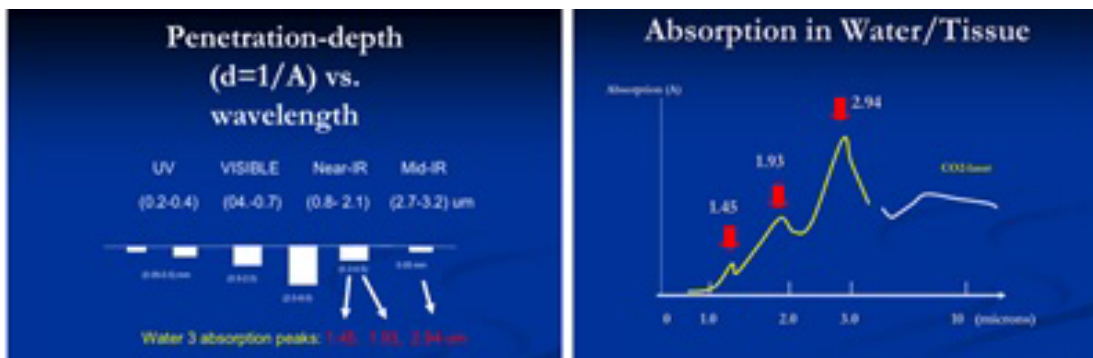 Penetration-depth
(d=1/A) vs.
wavelength
UV VISIBLE Near-IR Mid-IR
(0.2-0.4) (04.-0.7) (0.8- 2.1) (2.7-3.2) um
Water 3 absorption peaks: 1.45, 1.93, 2.94 um
Absorption in Water/Tissue
Absorption (A)
2.94
1.93
CO2 laser
1.45
0 1.0 2.0 3.0 10 (microns)